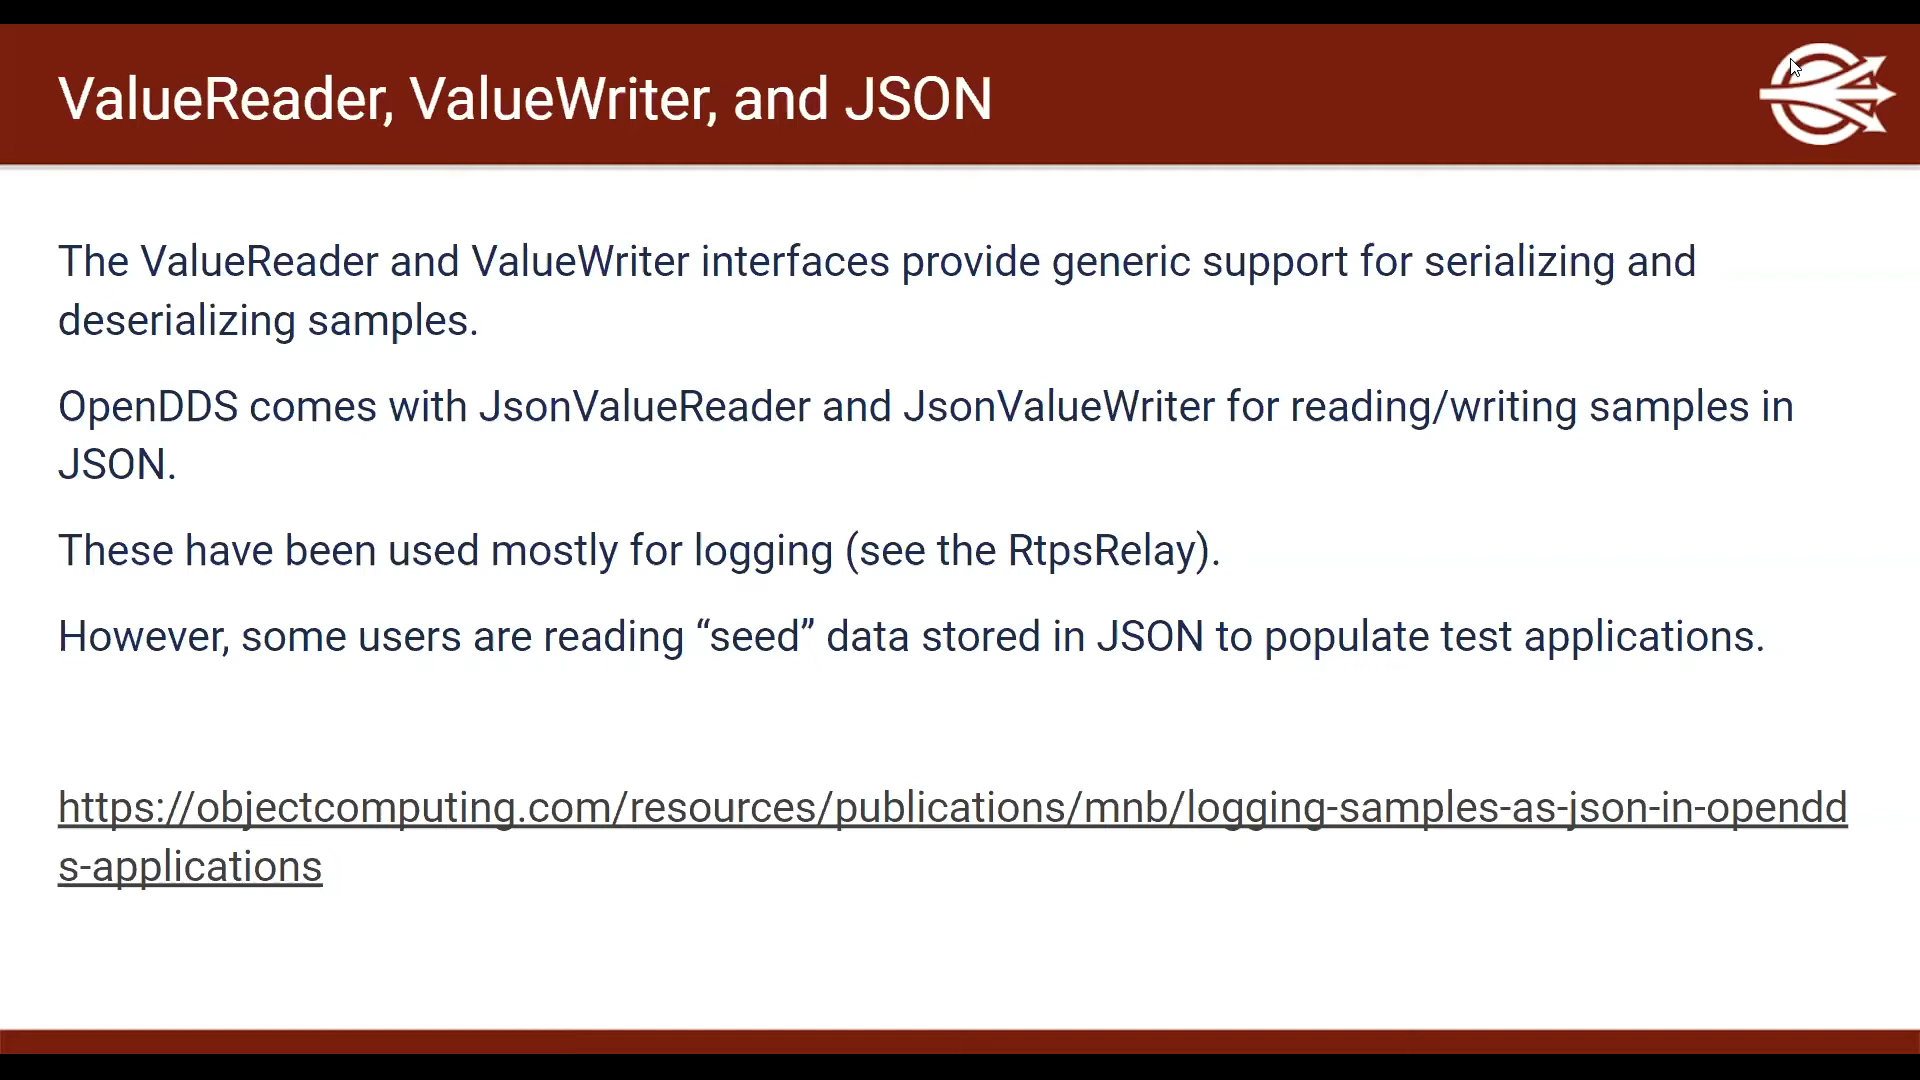 ValueReader, ValueWriter, and JSON
The ValueReader and ValueWriter interfaces provide generic support for serializing and
deserializing samples.
OpenDDS comes with JsonValueReader and JsonValueWriter for reading/writing samples in
JSON.
These have been used mostly for logging (see the RtpsRelay).
However, some users are reading “seed” data stored in JSON to populate test applications.
https://objectcomputing.com/resources/publications/mnb/logging-samples-as-json-in-opendd
s-applications